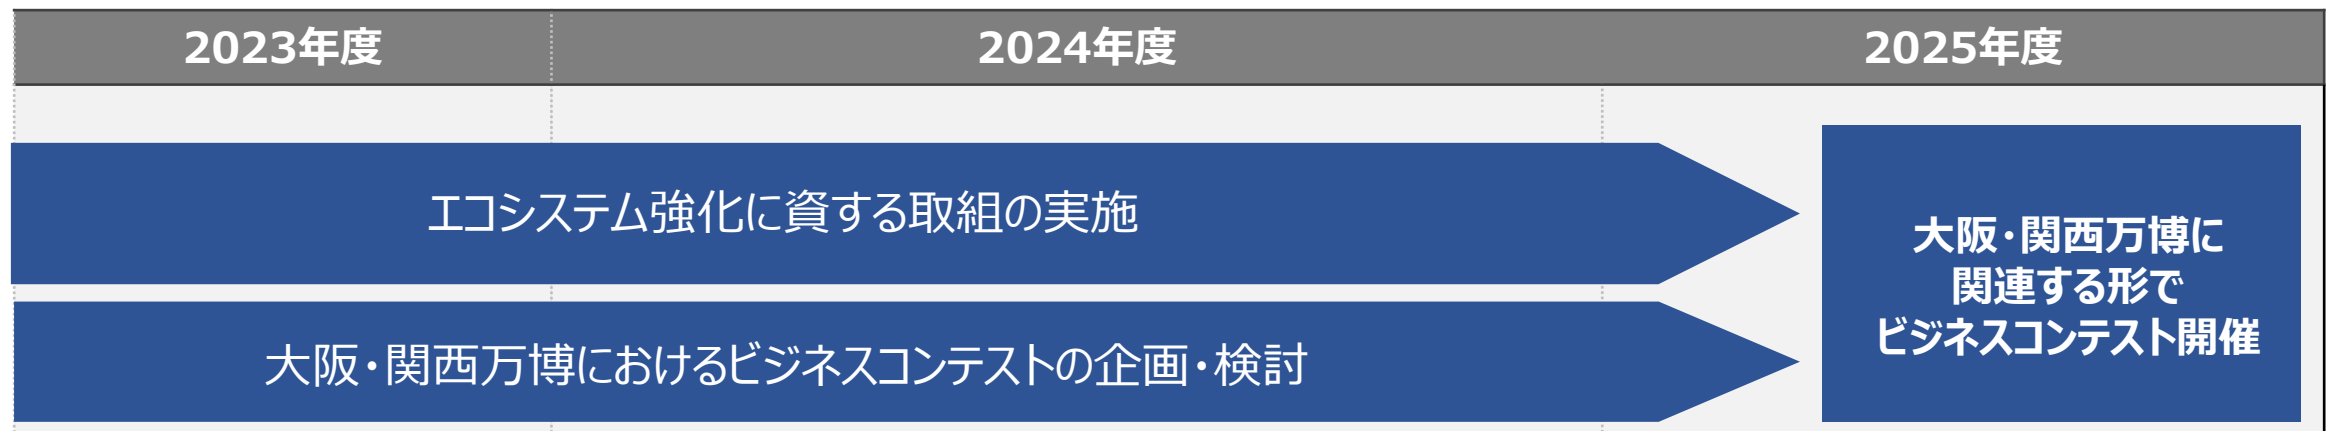 2023年度 2024年度 2025年度
エコシステム強化に資する取組の実施
大阪・関西万博におけるビジネスコンテストの企画・検討
大阪・関西万博に
関連する形で
ビジネスコンテスト開催